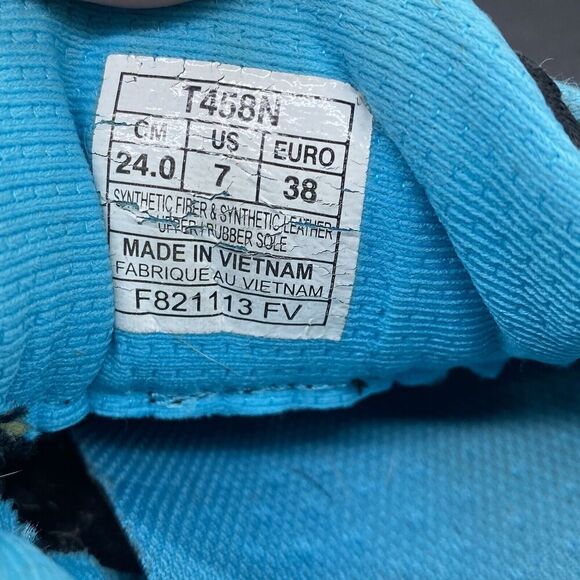 T458N
CM US EURO
24.0 7 38
SYNTHETIC FIBER & SYNTHETIC LEATHER
UPPER / RUBBER SOLE
MADE IN VIETNAM
FABRIQUE AU VIETNAM
F821113 FV